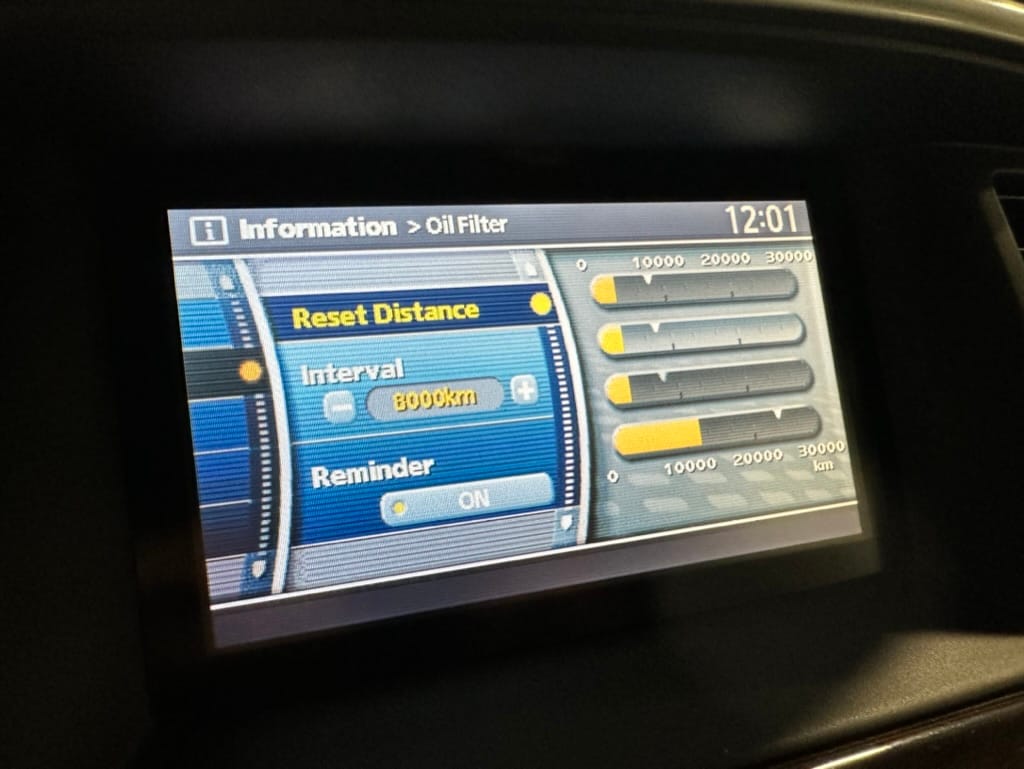 i Information > Oil Filter 12:01
0 10000 20000 30000
Reset Distance
Interval
8000km
Reminder
ON
0 10000 20000 30000
km